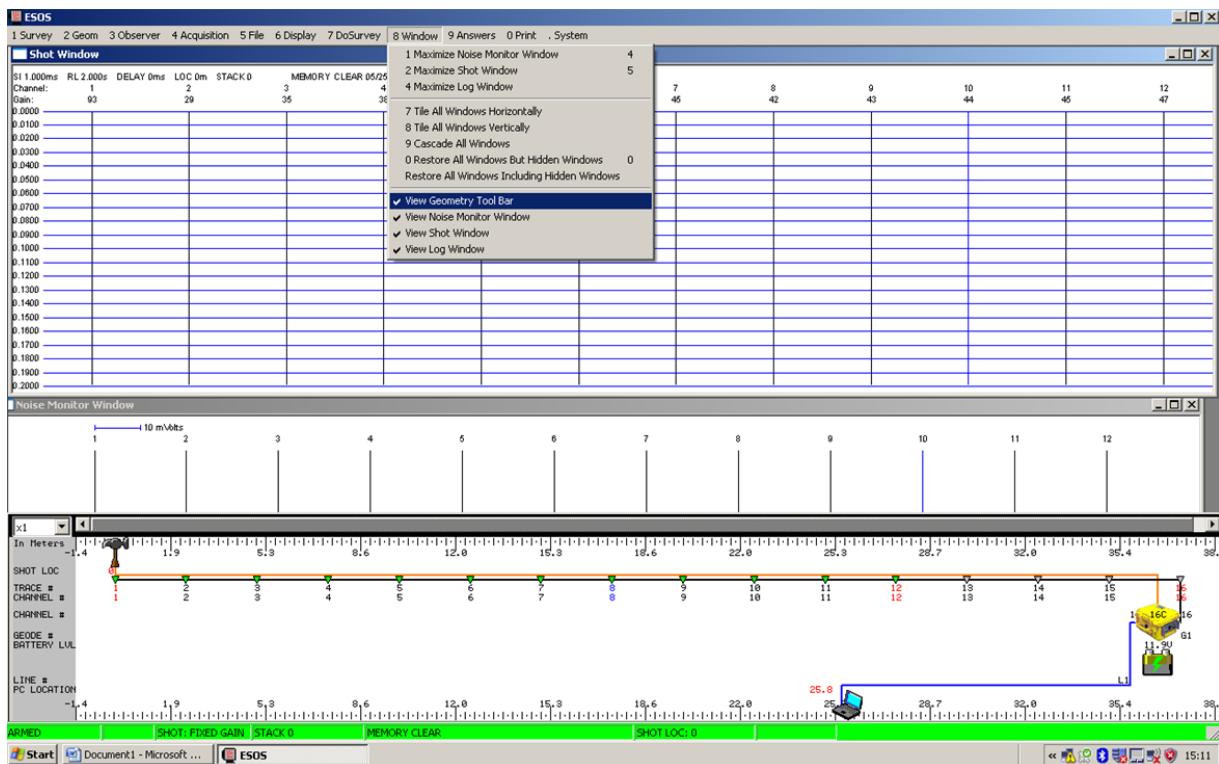 ESOS
1 Survey 2 Geom 3 Observer 4 Acquisition 5 File 6 Display 7 DoSurvey 8 Window 9 Answers 0 Print . System
Shot Window
1 Maximize Noise Monitor Window 4
2 Maximize Shot Window 5
4 Maximize Log Window
7 Tile All Windows Horizontally
8 Tile All Windows Vertically
9 Cascade All Windows
0 Restore All Windows But Hidden Windows 0
Restore All Windows Including Hidden Windows
View Geometry Tool Bar
View Noise Monitor Window
View Shot Window
View Log Window
SI 1.000ms RL 2.000s DELAY 0ms LOC 0m STACK 0 MEMORY CLEAR 05/25
Channel: 1 2 3 4 7 8 9 10 11 12
Gain: 93 29 35 38 45 42 43 44 45 47
0.0000
0.0100
0.0200
0.0300
0.0400
0.0500
0.0600
0.0700
0.0800
0.0900
0.1000
0.1100
0.1200
0.1300
0.1400
0.1500
0.1600
0.1700
0.1800
0.1900
0.2000
Noise Monitor Window
10 mVolts
1 2 3 4 5 6 7 8 9 10 11 12
x1
In Meters
-1.4 1.9 5.3 8.6 12.0 15.3 18.6 22.0 25.3 28.7 32.0 35.4 38.
SHOT LOC 0
TRACE # 1 2 3 4 5 6 7 8 9 10 11 12 13 14 15 16
CHANNEL # 1 2 3 4 5 6 7 8 9 10 11 12 13 14 15 16
CHANNEL # 1 16C 16
GEODE # G1
BATTERY LVL 11.9V
LINE # L1
PC LOCATION 25.8
-1.4 1.9 5.3 8.6 12.0 15.3 18.6 22.0 25 28.7 32.0 35.4 38.
ARMED SHOT: FIXED GAIN STACK 0 MEMORY CLEAR SHOT LOC: 0
Start Document1 - Microsoft ... ESOS 15:11